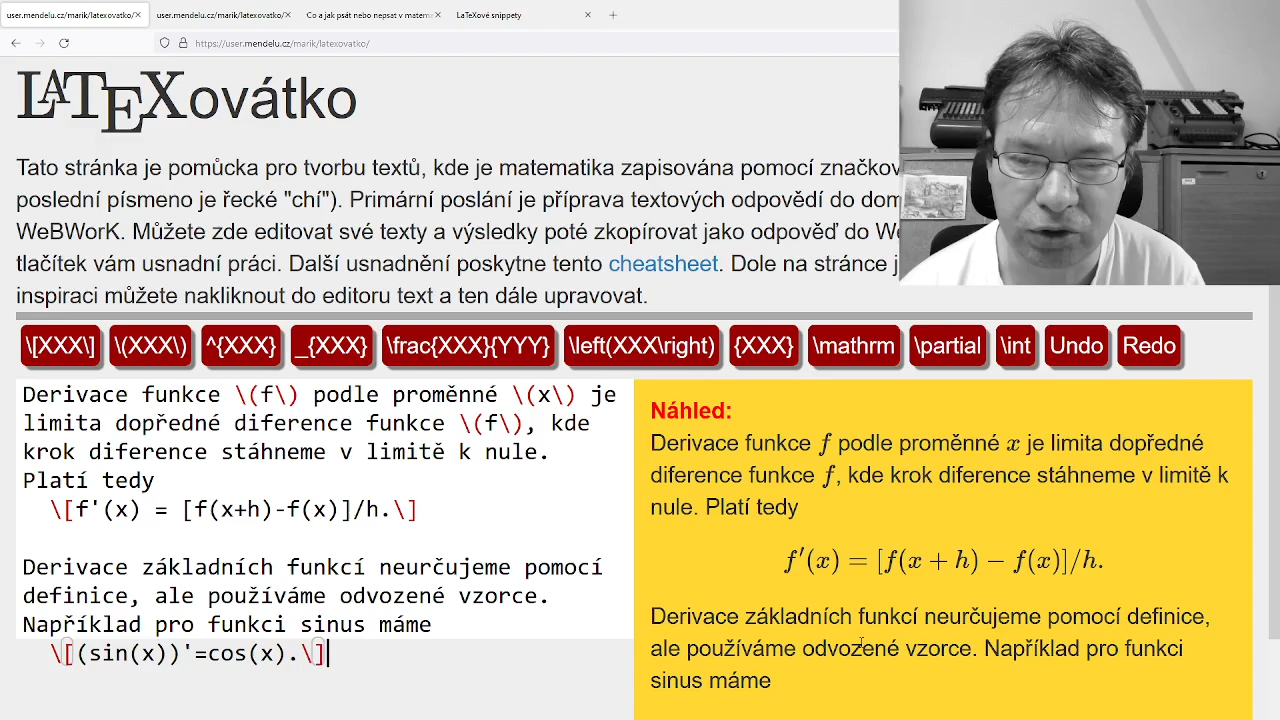 user.mendelu.cz/marik/latexovatko/
user.mendelu.cz/marik/latexovatko/
Co a jak psát nebo nepsat v matem
LaTeXové snippety
https://user.mendelu.cz/marik/latexovatko/
LATEXovátko
Tato stránka je pomůcka pro tvorbu textů, kde je matematika zapisována pomocí značkov
poslední písmeno je řecké "chí"). Primární poslání je příprava textových odpovědí do dom
WeBWorK. Můžete zde editovat své texty a výsledky poté zkopírovat jako odpověď do We
tlačítek vám usnadní práci. Další usnadnění poskytne tento cheatsheet. Dole na stránce j
inspiraci můžete nakliknout do editoru text a ten dále upravovat.
\[XXX\] \(XXX\) ^{XXX} _{XXX} \frac{XXX}{YYY} \left(XXX\right) {XXX} \mathrm \partial \int Undo Redo
Derivace funkce \(f\) podle proměnné \(x\) je
limita dopředné diference funkce \(f\), kde
krok diference stáhneme v limitě k nule.
Platí tedy
\[f'(x) = [f(x+h)-f(x)]/h.\]
Derivace základních funkcí neurčujeme pomocí
definice, ale používáme odvozené vzorce.
Například pro funkci sinus máme
\[(sin(x))'=cos(x).\]
Náhled:
Derivace funkce f podle proměnné x je limita dopředné
diference funkce f, kde krok diference stáhneme v limitě k
nule. Platí tedy
f′(x) = [f(x + h) − f(x)]/h.
Derivace základních funkcí neurčujeme pomocí definice,
ale používáme odvozené vzorce. Například pro funkci
sinus máme